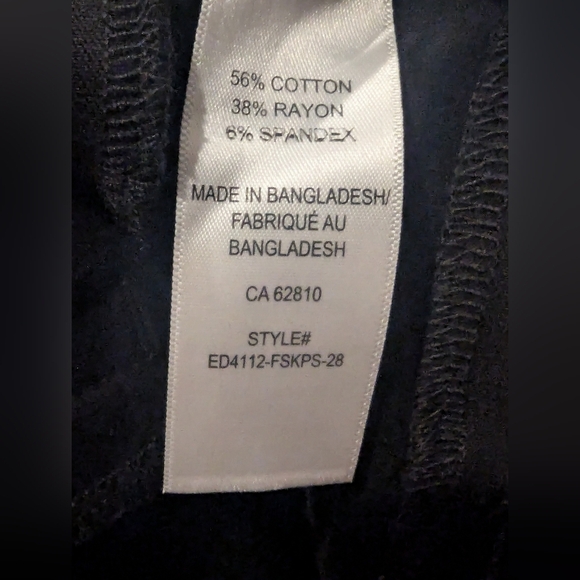 56% COTTON
38% RAYON
6% SPANDEX
MADE IN BANGLADESH/
FABRIQUÉ AU
BANGLADESH
CA 62810
STYLE#
ED4112-FSKPS-28